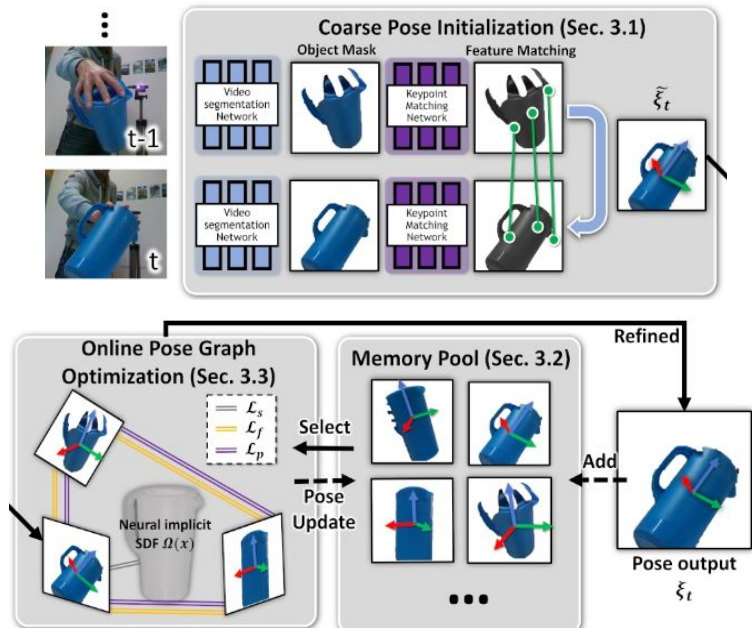 Coarse Pose Initialization (Sec. 3.1)
Object Mask
Feature Matching
t-1
Video
segmentation
Network
Keypoint
Matching
Network
ξ̃ₜ
t
Video
segmentation
Network
Keypoint
Matching
Network
Online Pose Graph
Optimization (Sec. 3.3)
ℒₛ
ℒf
ℒₚ
Neural implicit
SDF Ω(x)
Select
Pose
Update
Memory Pool (Sec. 3.2)
Refined
Add
Pose output
ξₜ